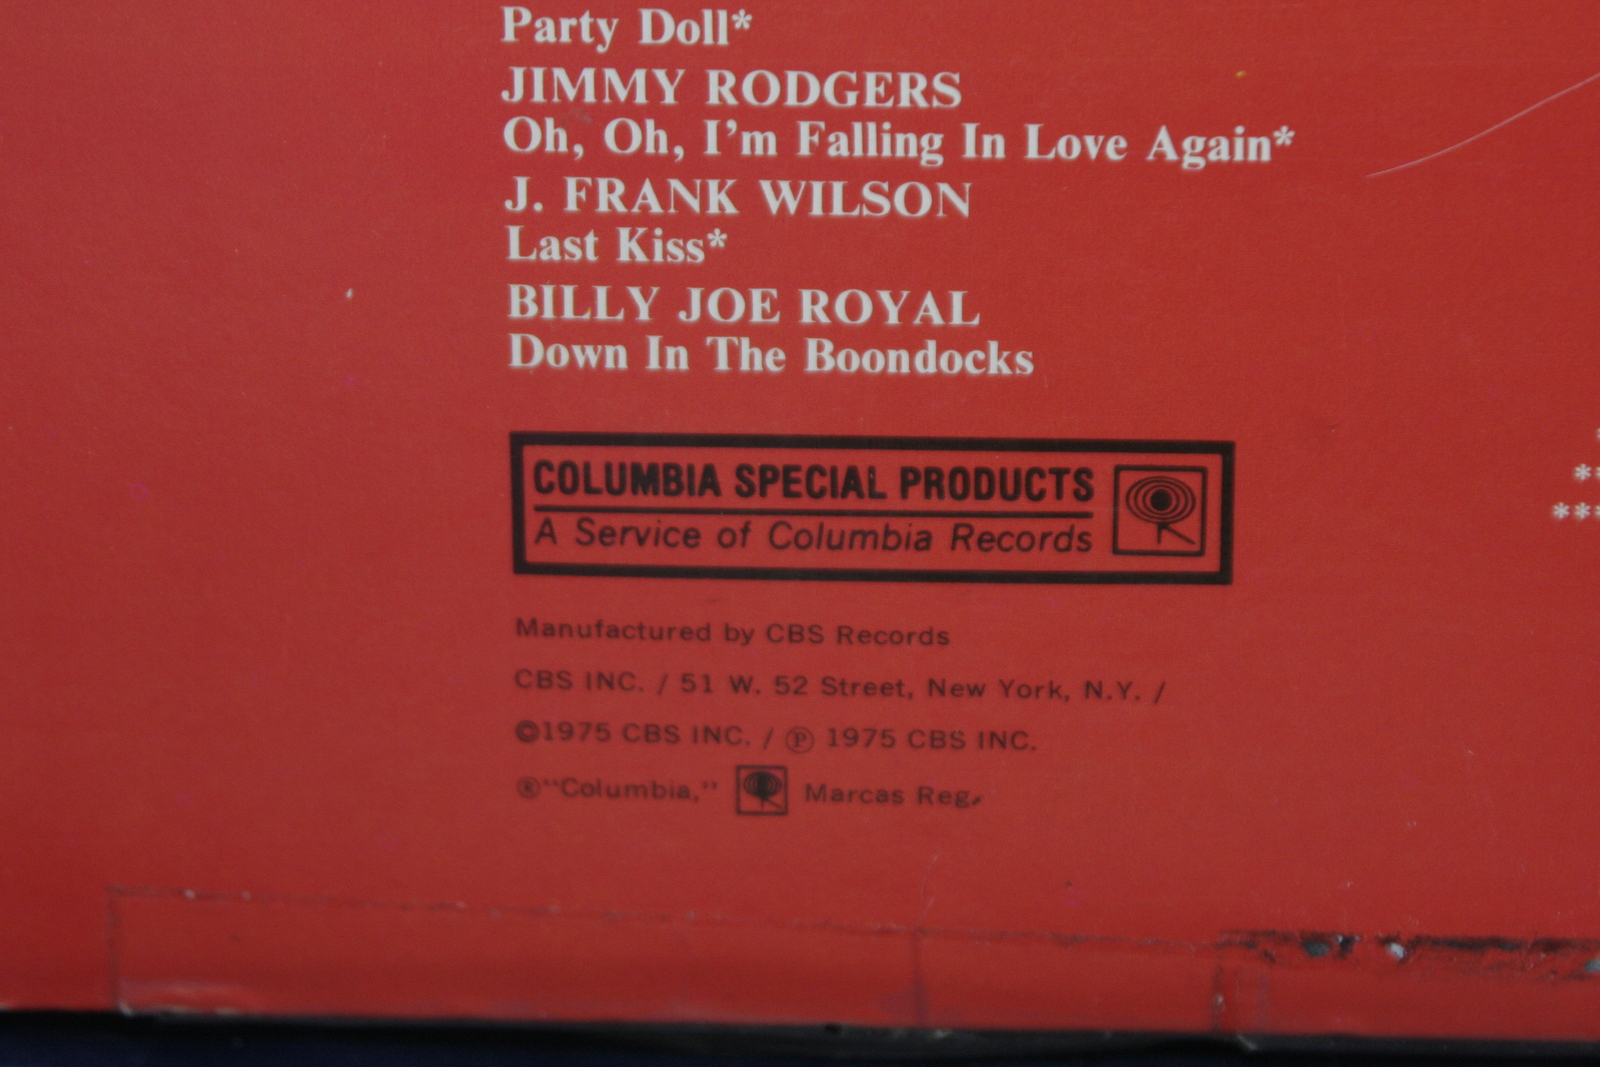 Party Doll*
JIMMY RODGERS
Oh, Oh, I'm Falling In Love Again*
J. FRANK WILSON
Last Kiss*
BILLY JOE ROYAL
Down In The Boondocks
COLUMBIA SPECIAL PRODUCTS
A Service of Columbia Records
Manufactured by CBS Records
CBS INC. / 51 W. 52 Street, New York, N.Y. /
©1975 CBS INC. / ℗ 1975 CBS INC.
®"Columbia," Marcas Reg.
**
***